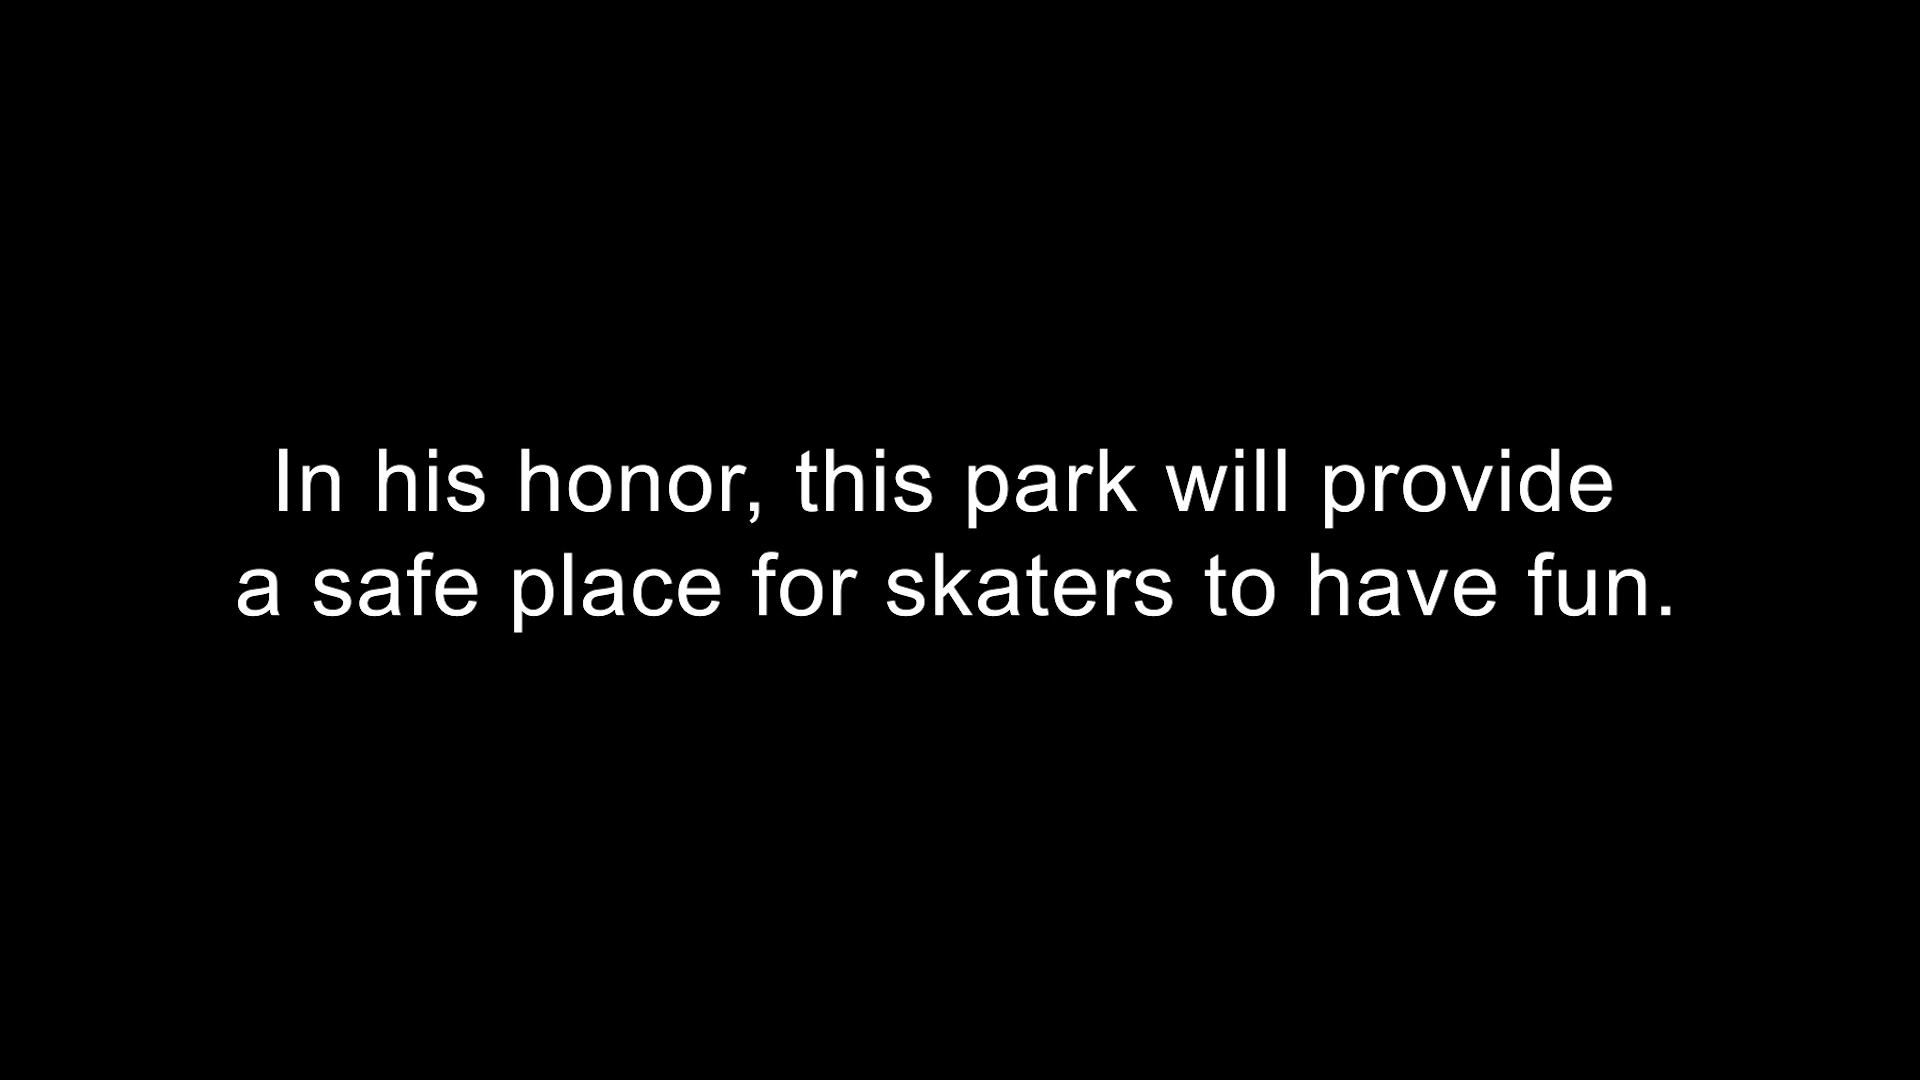 In his honor, this park will provide
a safe place for skaters to have fun.